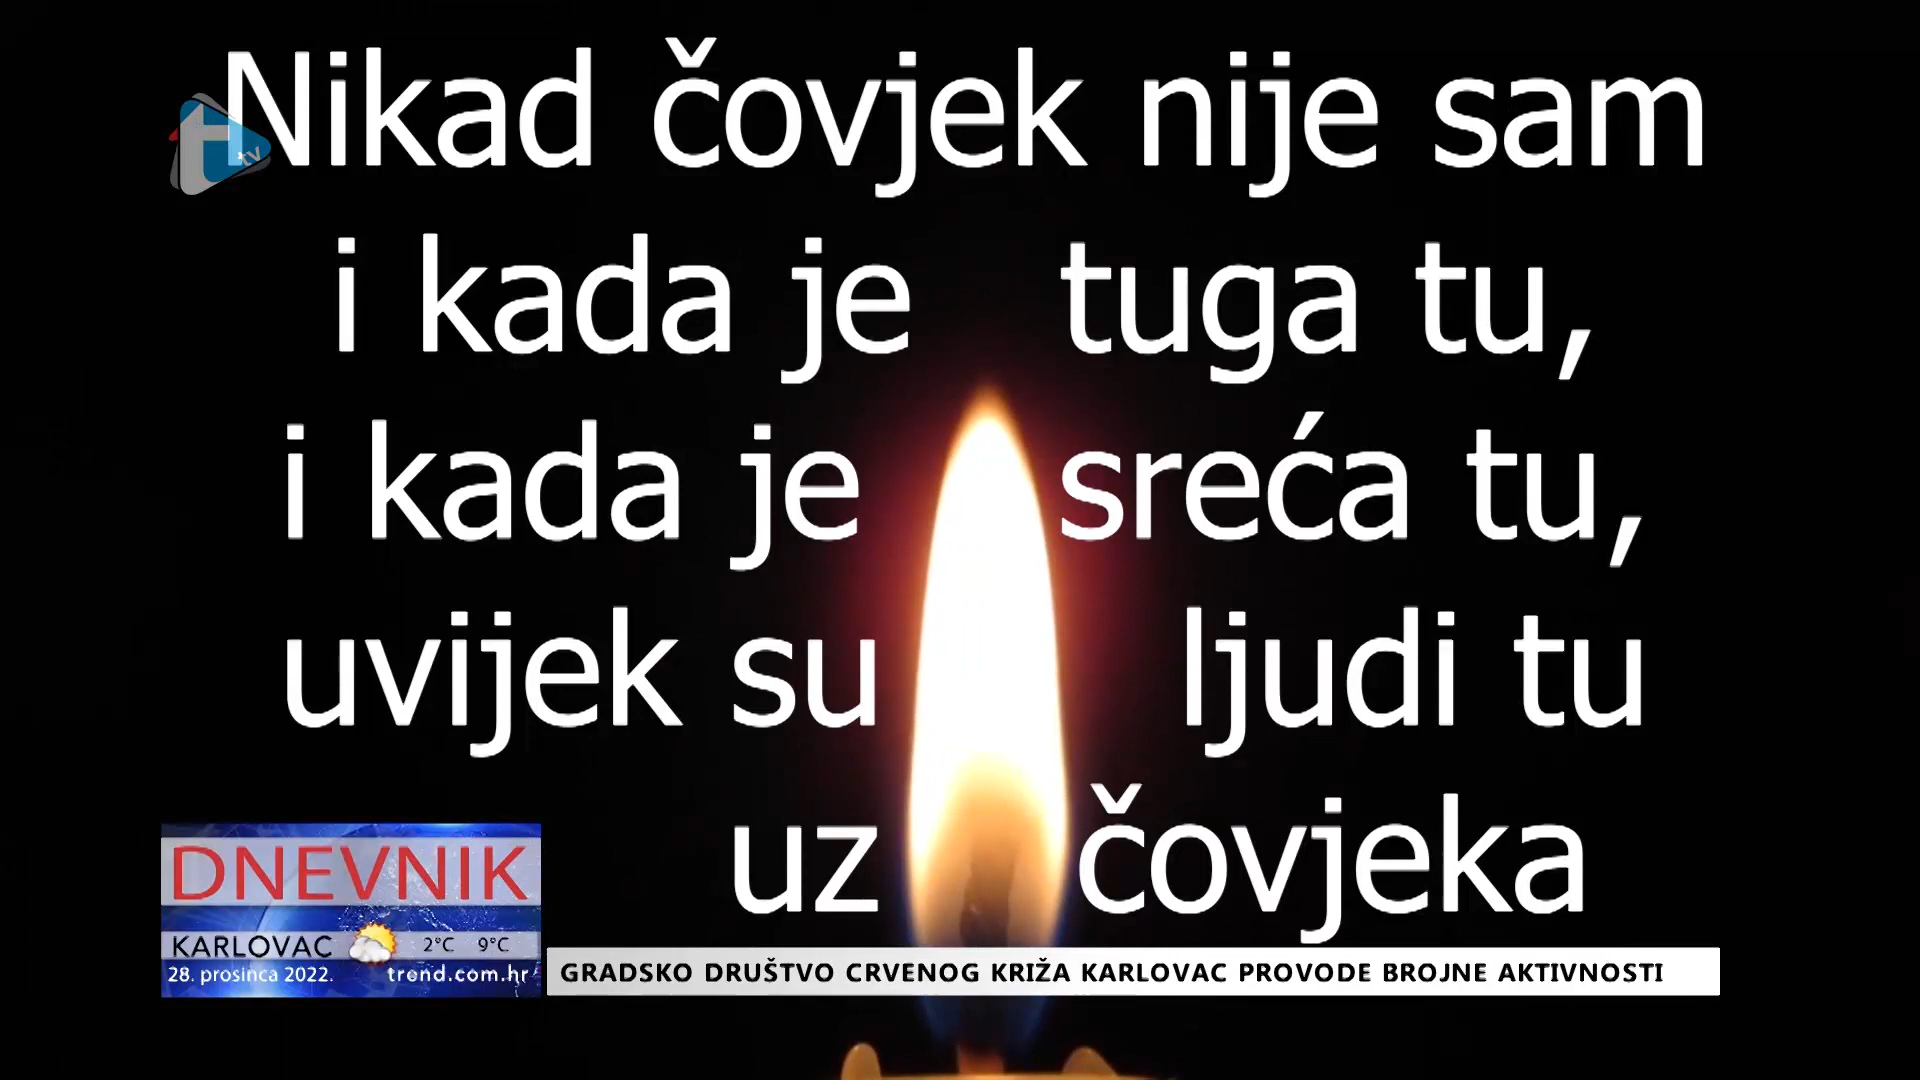 Nikad čovjek nije sam
i kada je tuga tu,
i kada je sreća tu,
uvijek su ljudi tu
uz čovjeka
t tv
DNEVNIK
KARLOVAC 2°C 9°C
28. prosinca 2022. trend.com.hr
GRADSKO DRUŠTVO CRVENOG KRIŽA KARLOVAC PROVODE BROJNE AKTIVNOSTI